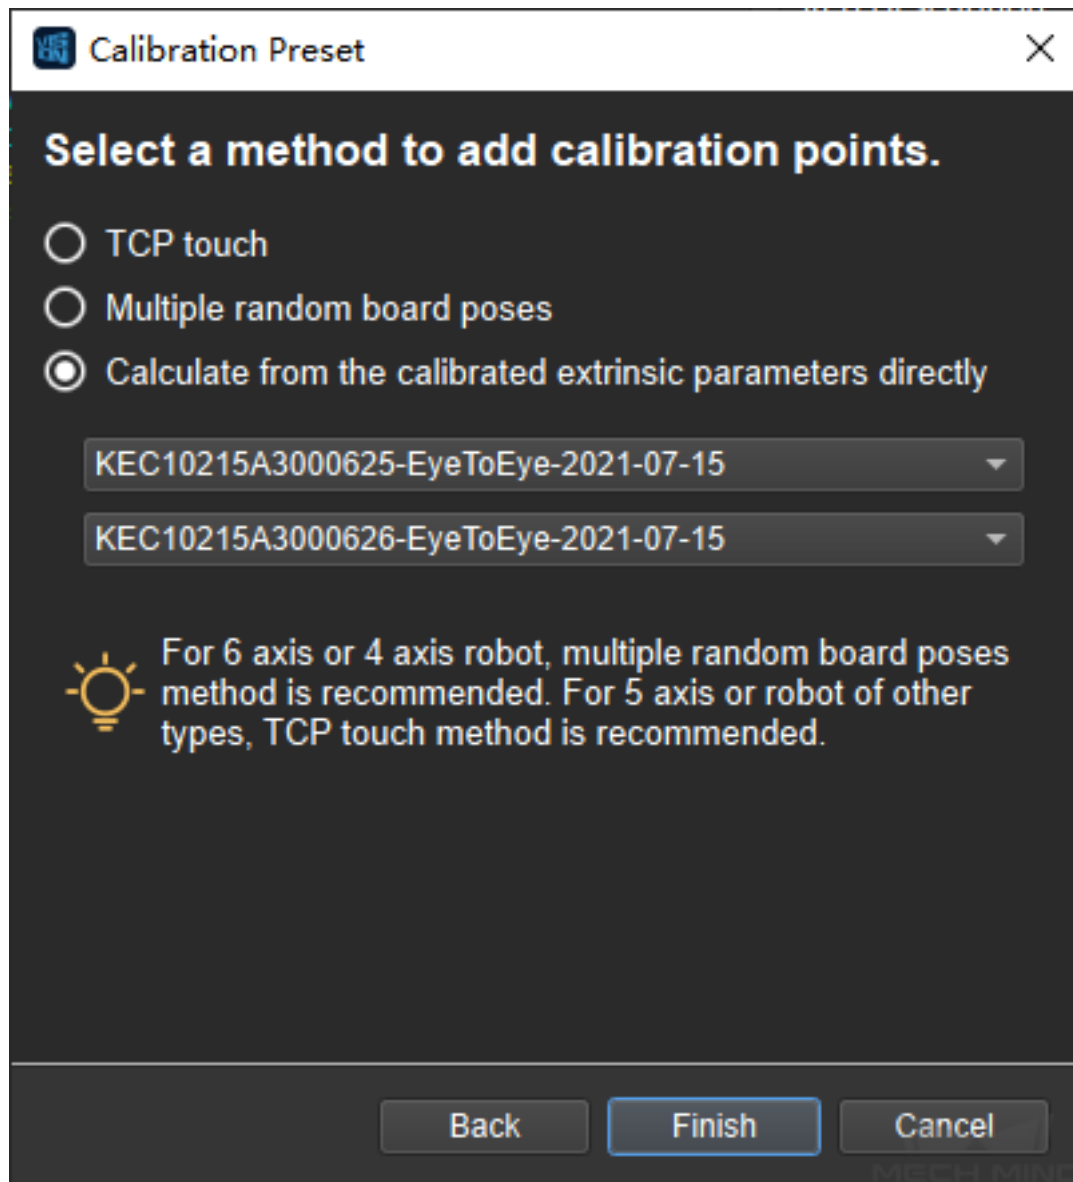 Calibration Preset
Select a method to add calibration points.
TCP touch
Multiple random board poses
Calculate from the calibrated extrinsic parameters directly
KEC10215A3000625-EyeToEye-2021-07-15
KEC10215A3000626-EyeToEye-2021-07-15
For 6 axis or 4 axis robot, multiple random board poses
method is recommended. For 5 axis or robot of other
types, TCP touch method is recommended.
Back
Finish
Cancel
MECH MIND